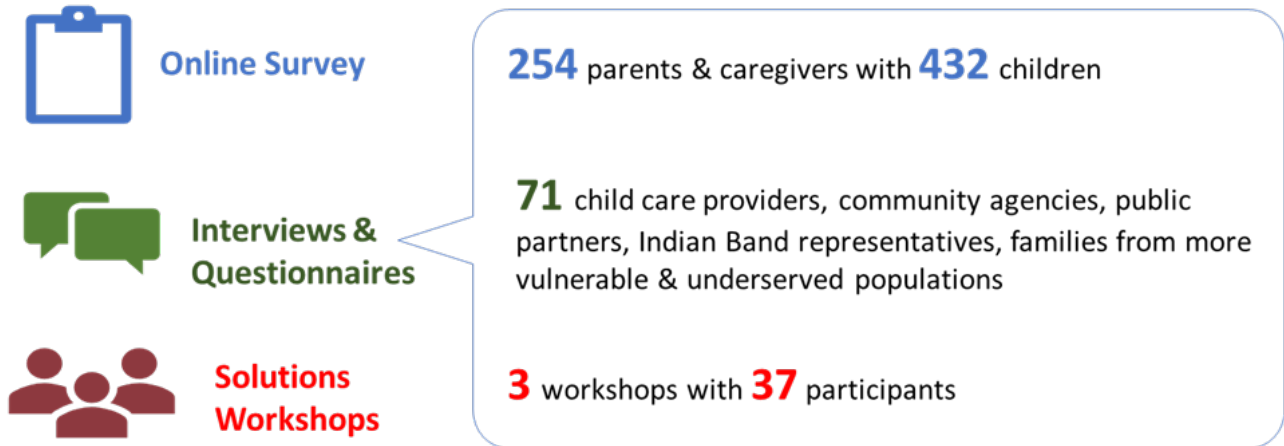 Online Survey
254 parents & caregivers with 432 children
Interviews &
Questionnaires
71 child care providers, community agencies, public
partners, Indian Band representatives, families from more
vulnerable & underserved populations
Solutions
Workshops
3 workshops with 37 participants